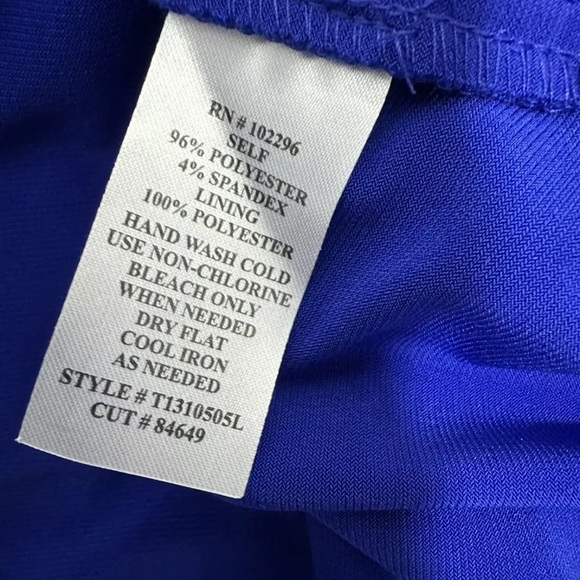 RN # 102296
SELF
96% POLYESTER
4% SPANDEX
LINING
100% POLYESTER
HAND WASH COLD
USE NON-CHLORINE
BLEACH ONLY
WHEN NEEDED
DRY FLAT
COOL IRON
AS NEEDED
STYLE # T1310505L
CUT # 84649